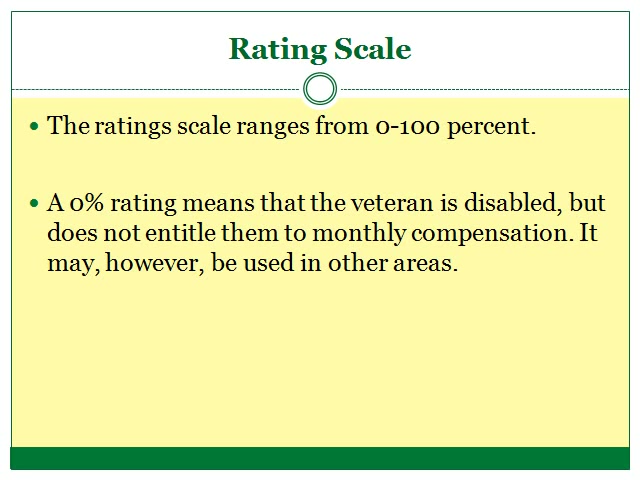 Rating Scale
• The ratings scale ranges from 0-100 percent.
• A 0% rating means that the veteran is disabled, but
does not entitle them to monthly compensation. It
may, however, be used in other areas.